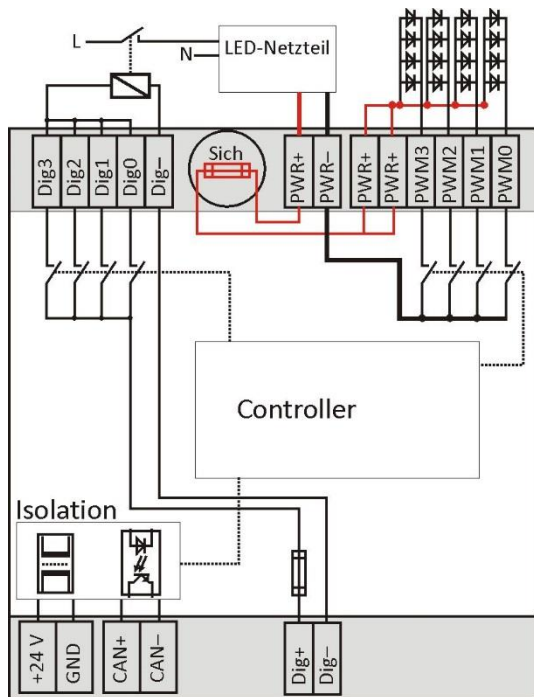 L
N
LED-Netzteil
Dig3
Dig2
Dig1
Dig0
Dig–
Sich
PWR+
PWR–
PWR+
PWR+
PWM3
PWM2
PWM1
PWM0
Controller
Isolation
+24 V
GND
CAN+
CAN–
Dig+
Dig–